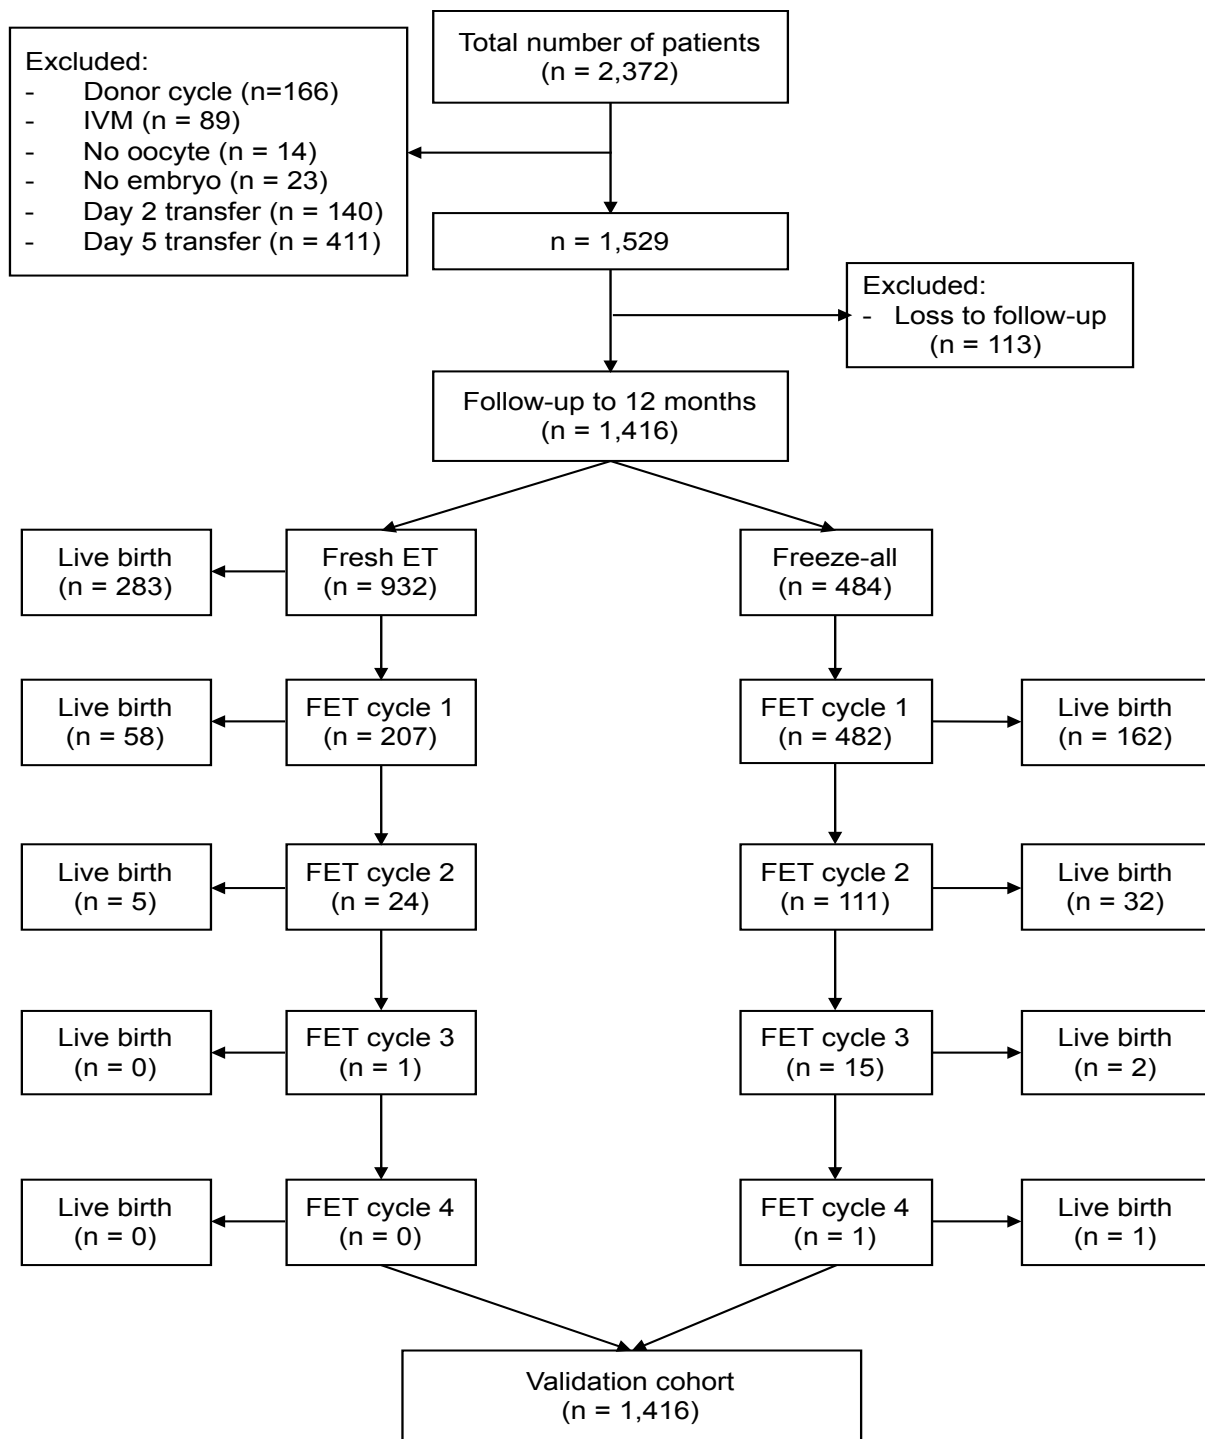 Total number of patients
(n = 2,372)
Excluded:
- Donor cycle (n=166)
- IVM (n = 89)
- No oocyte (n = 14)
- No embryo (n = 23)
- Day 2 transfer (n = 140)
- Day 5 transfer (n = 411)
n = 1,529
Excluded:
- Loss to follow-up
(n = 113)
Follow-up to 12 months
(n = 1,416)
Live birth
(n = 283)
Fresh ET
(n = 932)
Freeze-all
(n = 484)
Live birth
(n = 58)
FET cycle 1
(n = 207)
FET cycle 1
(n = 482)
Live birth
(n = 162)
Live birth
(n = 5)
FET cycle 2
(n = 24)
FET cycle 2
(n = 111)
Live birth
(n = 32)
Live birth
(n = 0)
FET cycle 3
(n = 1)
FET cycle 3
(n = 15)
Live birth
(n = 2)
Live birth
(n = 0)
FET cycle 4
(n = 0)
FET cycle 4
(n = 1)
Live birth
(n = 1)
Validation cohort
(n = 1,416)